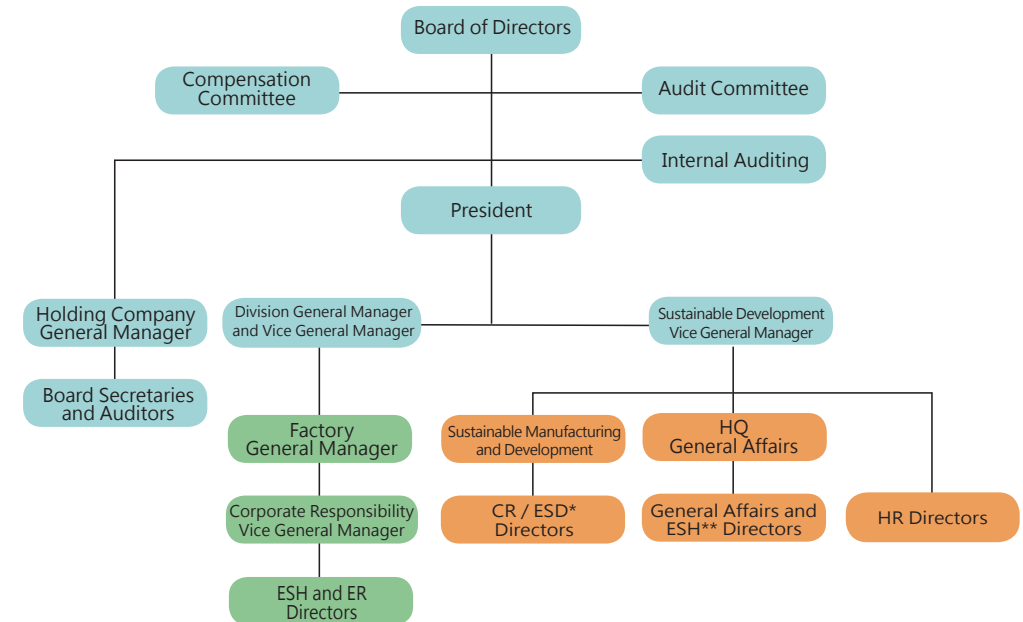 Board of Directors
Compensation
Committee
Audit Committee
Internal Auditing
President
Holding Company
General Manager
Division General Manager
and Vice General Manager
Sustainable Development
Vice General Manager
Board Secretaries
and Auditors
Factory
General Manager
Sustainable Manufacturing
and Development
HQ
General Affairs
Corporate Responsibility
Vice General Manager
CR / ESD*
Directors
General Affairs and
ESH** Directors
HR Directors
ESH and ER
Directors